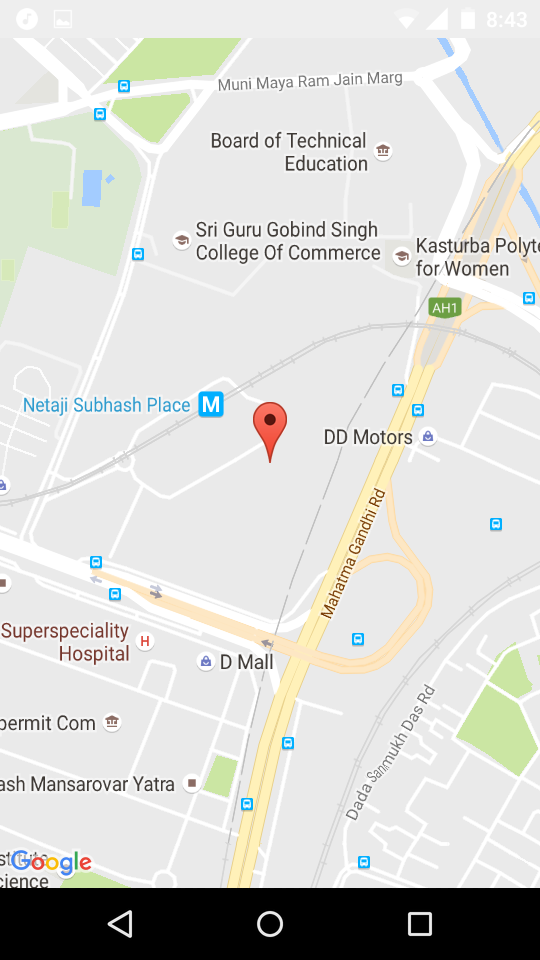 8:43
Muni Maya Ram Jain Marg
Board of Technical
Education
Sri Guru Gobind Singh
College Of Commerce
Kasturba Polyte
for Women
AH1
Netaji Subhash Place
M
DD Motors
Mahatma Gandhi Rd
Superspeciality
Hospital
H
D Mall
permit Com
Dada Sanmukh Das Rd
ash Mansarovar Yatra
Google
cience